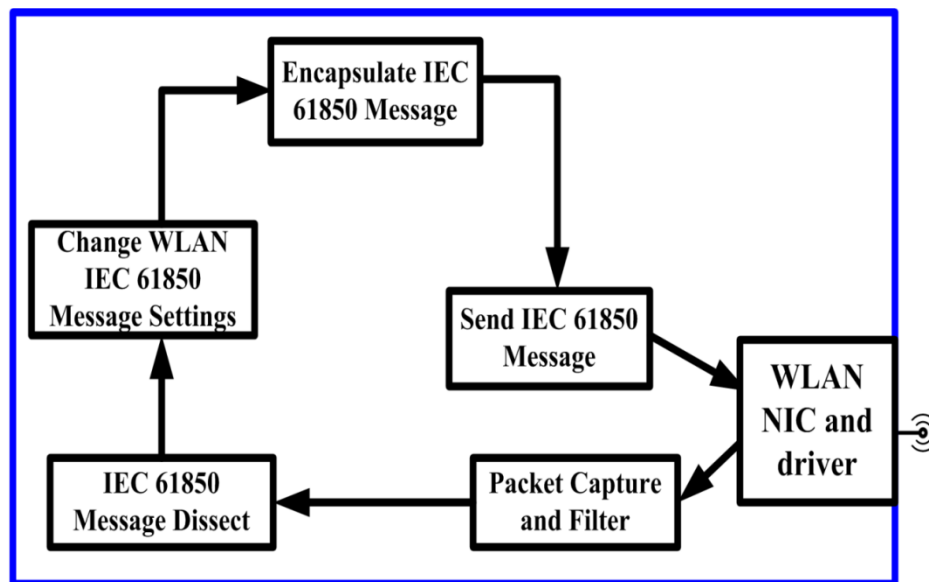 Encapsulate IEC
61850 Message
Change WLAN
IEC 61850
Message Settings
Send IEC 61850
Message
WLAN
NIC and
driver
IEC 61850
Message Dissect
Packet Capture
and Filter